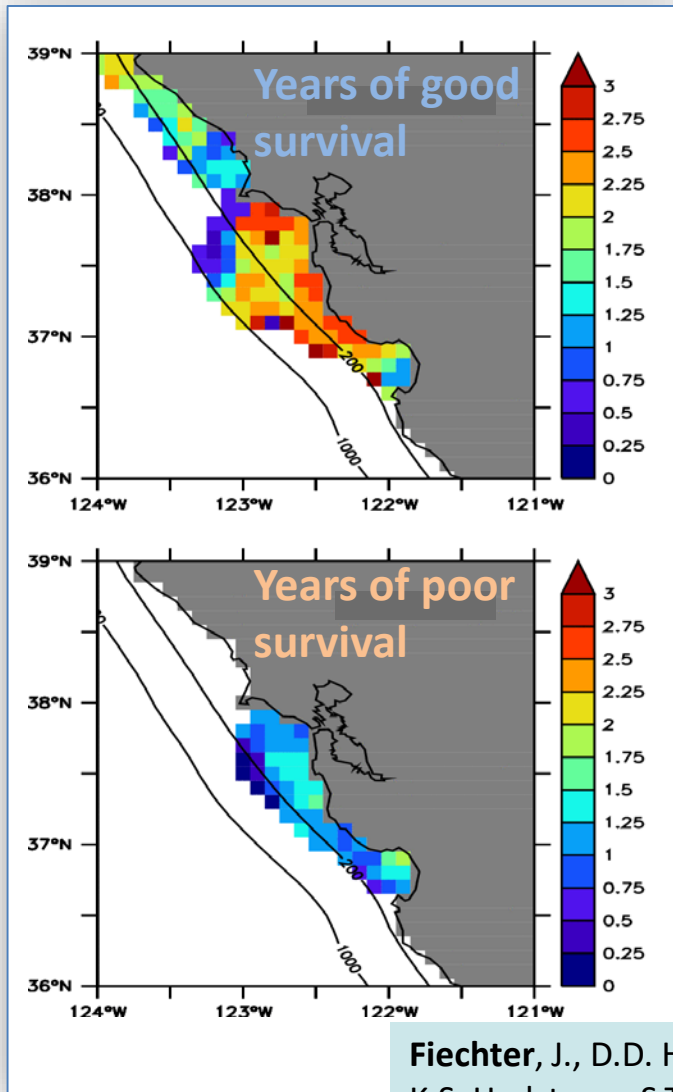 39°N
38°N
37°N
36°N
124°W 123°W 122°W 121°W
Years of good
survival
200
1000
3
2.75
2.5
2.25
2
1.75
1.5
1.25
1
0.75
0.5
0.25
0
39°N
38°N
37°N
36°N
124°W 123°W 122°W 121°W
Years of poor
survival
200
1000
3
2.75
2.5
2.25
2
1.75
1.5
1.25
1
0.75
0.5
0.25
0
Fiechter, J., D.D. H